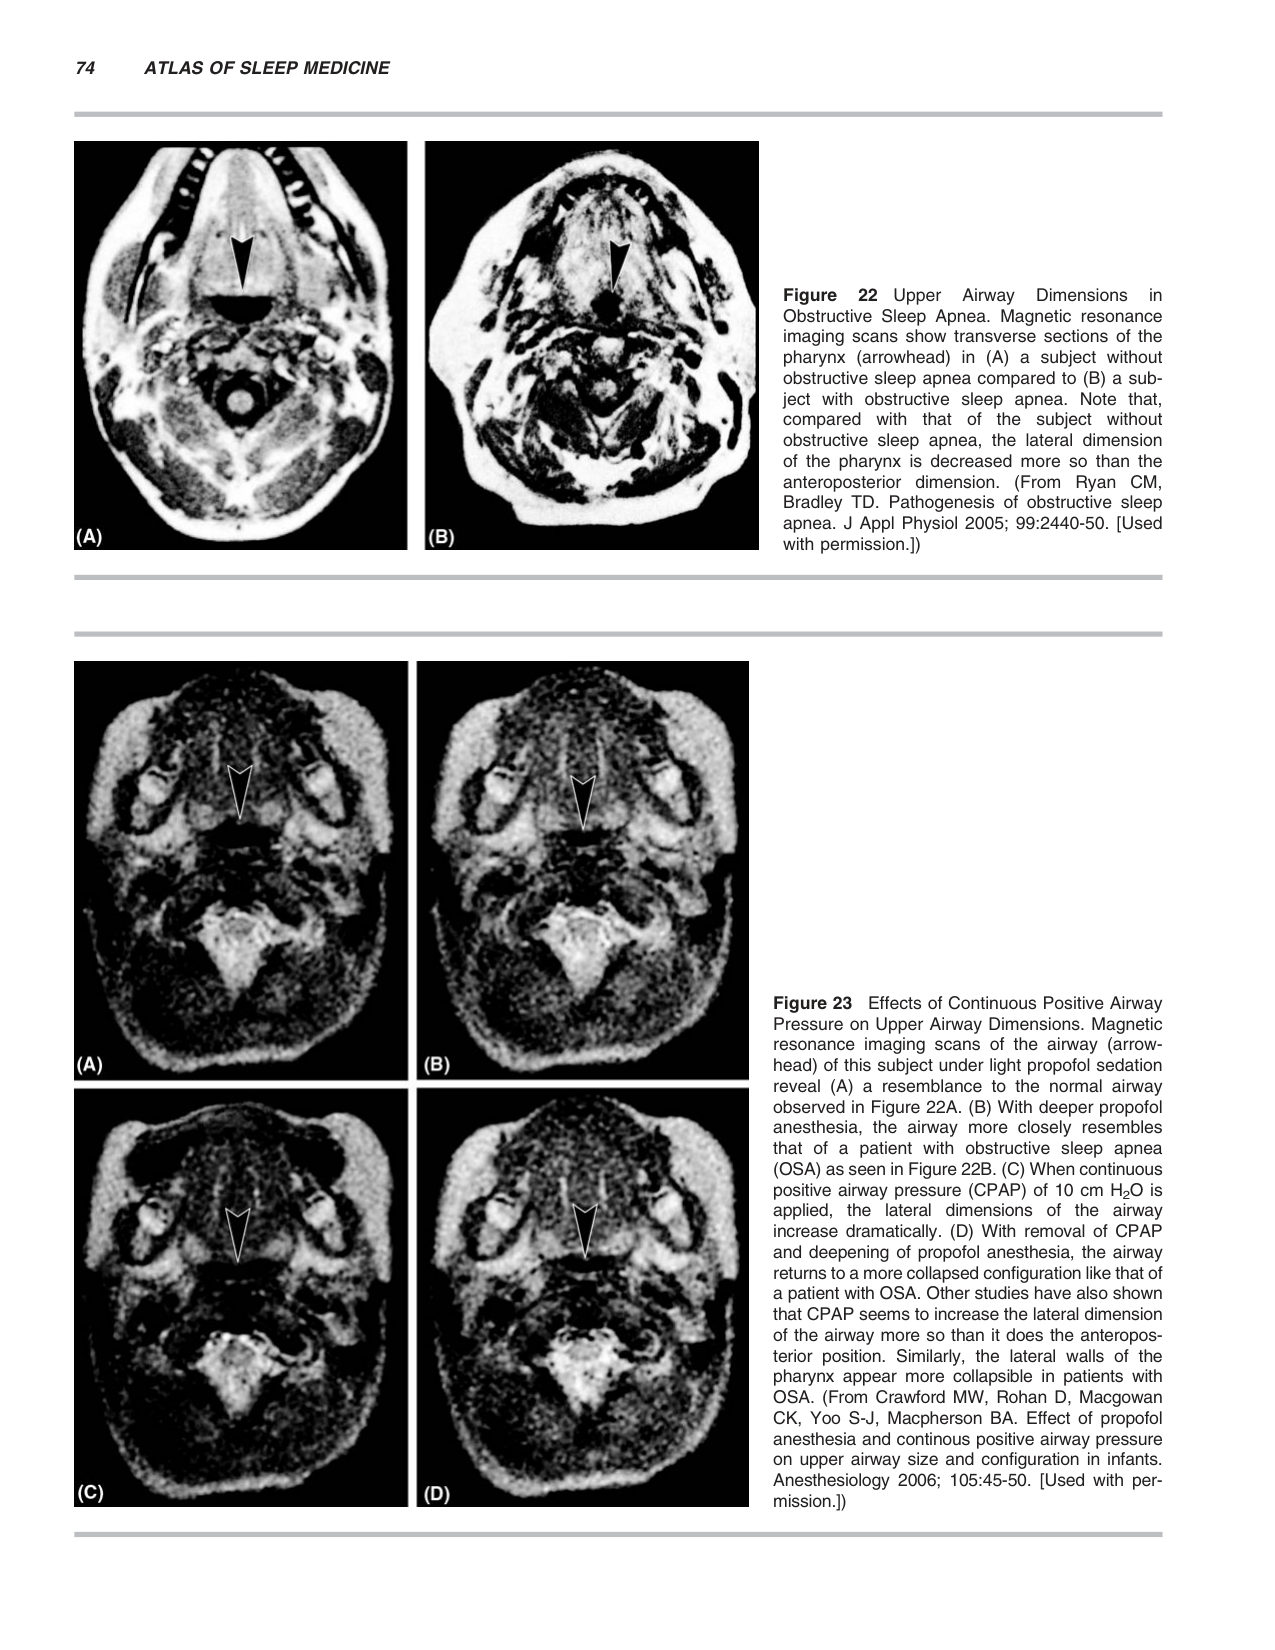 74 ATLAS OF SLEEP MEDICINE
(A)
(B)
Figure 22 Upper Airway Dimensions in
Obstructive Sleep Apnea. Magnetic resonance
imaging scans show transverse sections of the
pharynx (arrowhead) in (A) a subject without
obstructive sleep apnea compared to (B) a sub-
ject with obstructive sleep apnea. Note that,
compared with that of the subject without
obstructive sleep apnea, the lateral dimension
of the pharynx is decreased more so than the
anteroposterior dimension. (From Ryan CM,
Bradley TD. Pathogenesis of obstructive sleep
apnea. J Appl Physiol 2005; 99:2440-50. [Used
with permission.])
(A)
(B)
(C)
(D)
Figure 23 Effects of Continuous Positive Airway
Pressure on Upper Airway Dimensions. Magnetic
resonance imaging scans of the airway (arrow-
head) of this subject under light propofol sedation
reveal (A) a resemblance to the normal airway
observed in Figure 22A. (B) With deeper propofol
anesthesia, the airway more closely resembles
that of a patient with obstructive sleep apnea
(OSA) as seen in Figure 22B. (C) When continuous
positive airway pressure (CPAP) of 10 cm H₂O is
applied, the lateral dimensions of the airway
increase dramatically. (D) With removal of CPAP
and deepening of propofol anesthesia, the airway
returns to a more collapsed configuration like that of
a patient with OSA. Other studies have also shown
that CPAP seems to increase the lateral dimension
of the airway more so than it does the anteropos-
terior position. Similarly, the lateral walls of the
pharynx appear more collapsible in patients with
OSA. (From Crawford MW, Rohan D, Macgowan
CK, Yoo S-J, Macpherson BA. Effect of propofol
anesthesia and continous positive airway pressure
on upper airway size and configuration in infants.
Anesthesiology 2006; 105:45-50. [Used with per-
mission.])